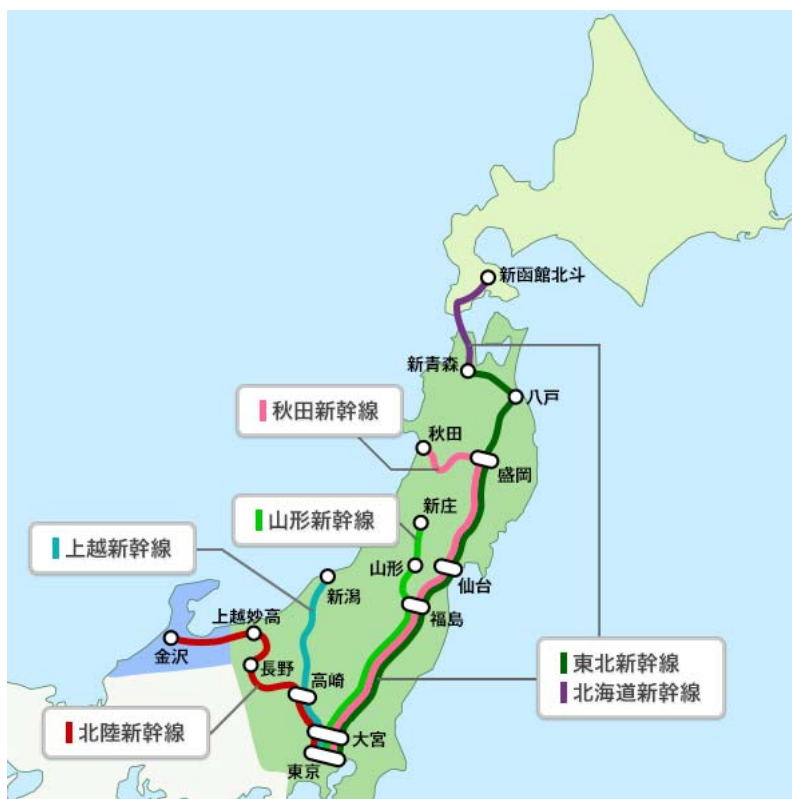 新函館北斗
新青森
八戸
秋田新幹線
秋田
盛岡
山形新幹線
新庄
上越新幹線
山形
仙台
新潟
福島
上越妙高
金沢
長野
高崎
東北新幹線
北海道新幹線
北陸新幹線
大宮
東京